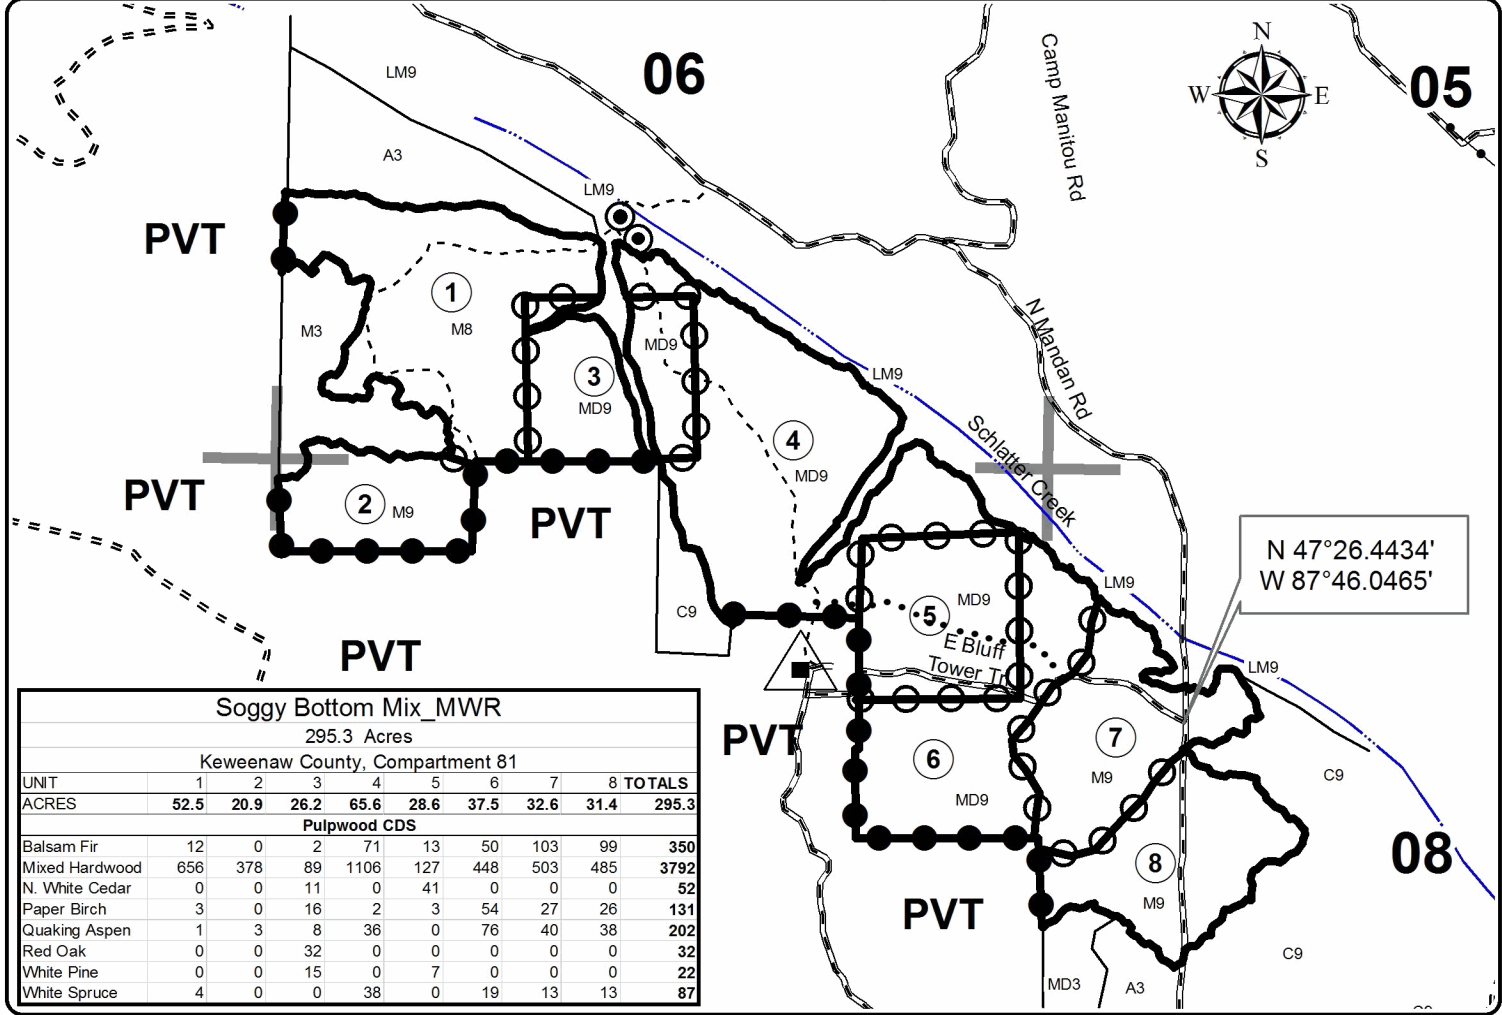 06
05
N
W E
S
LM9
A3
LM9
Camp Manitou Rd
PVT
1
M3
M8
N Mandan Rd
MD9
3
MD9
LM9
4
MD9
Schlatter Creek
PVT
2
M9
PVT
N 47°26.4434'
W 87°46.0465'
LM9
C9
5
MD9
E Bluff
Tower Tr
PVT
LM9
PVT
6
MD9
7
M9
C9
08
8
M9
PVT
C9
MD3
A3
Soggy Bottom Mix_MWR
295.3 Acres
Keweenaw County, Compartment 81
UNIT 1 2 3 4 5 6 7 8 TOTALS
ACRES 52.5 20.9 26.2 65.6 28.6 37.5 32.6 31.4 295.3
Pulpwood CDS
Balsam Fir 12 0 2 71 13 50 103 99 350
Mixed Hardwood 656 378 89 1106 127 448 503 485 3792
N. White Cedar 0 0 11 0 41 0 0 0 52
Paper Birch 3 0 16 2 3 54 27 26 131
Quaking Aspen 1 3 8 36 0 76 40 38 202
Red Oak 0 0 32 0 0 0 0 0 32
White Pine 0 0 15 0 7 0 0 0 22
White Spruce 4 0 0 38 0 19 13 13 87